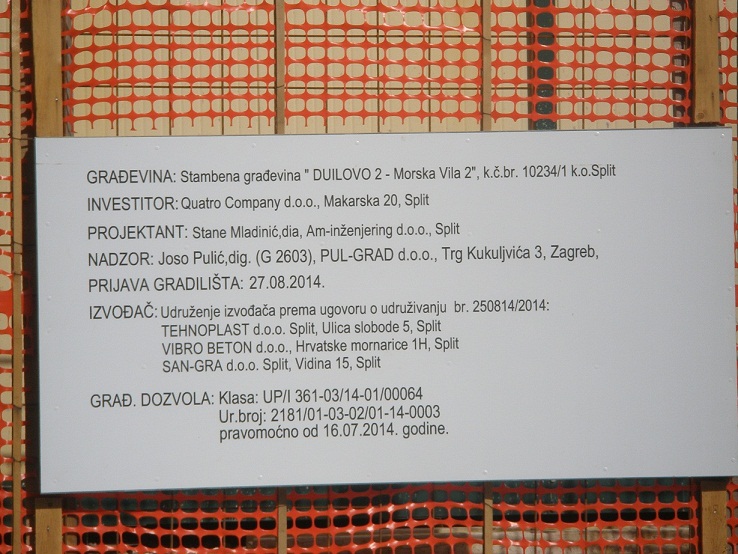 GRAĐEVINA: Stambena građevina " DUILOVO 2 - Morska Vila 2", k.č.br. 10234/1 k.o.Split
INVESTITOR: Quatro Company d.o.o., Makarska 20, Split
PROJEKTANT: Stane Mladinić,dia, Am-inženjering d.o.o., Split
NADZOR: Joso Pulić,dig. (G 2603), PUL-GRAD d.o.o., Trg Kukuljvića 3, Zagreb,
PRIJAVA GRADILIŠTA: 27.08.2014.
IZVOĐAČ: Udruženje izvođača prema ugovoru o udruživanju br. 250814/2014:
TEHNOPLAST d.o.o. Split, Ulica slobode 5, Split
VIBRO BETON d.o.o., Hrvatske mornarice 1H, Split
SAN-GRA d.o.o. Split, Vidina 15, Split
GRAĐ. DOZVOLA: Klasa: UP/I 361-03/14-01/00064
Ur.broj: 2181/01-03-02/01-14-0003
pravomoćno od 16.07.2014. godine.